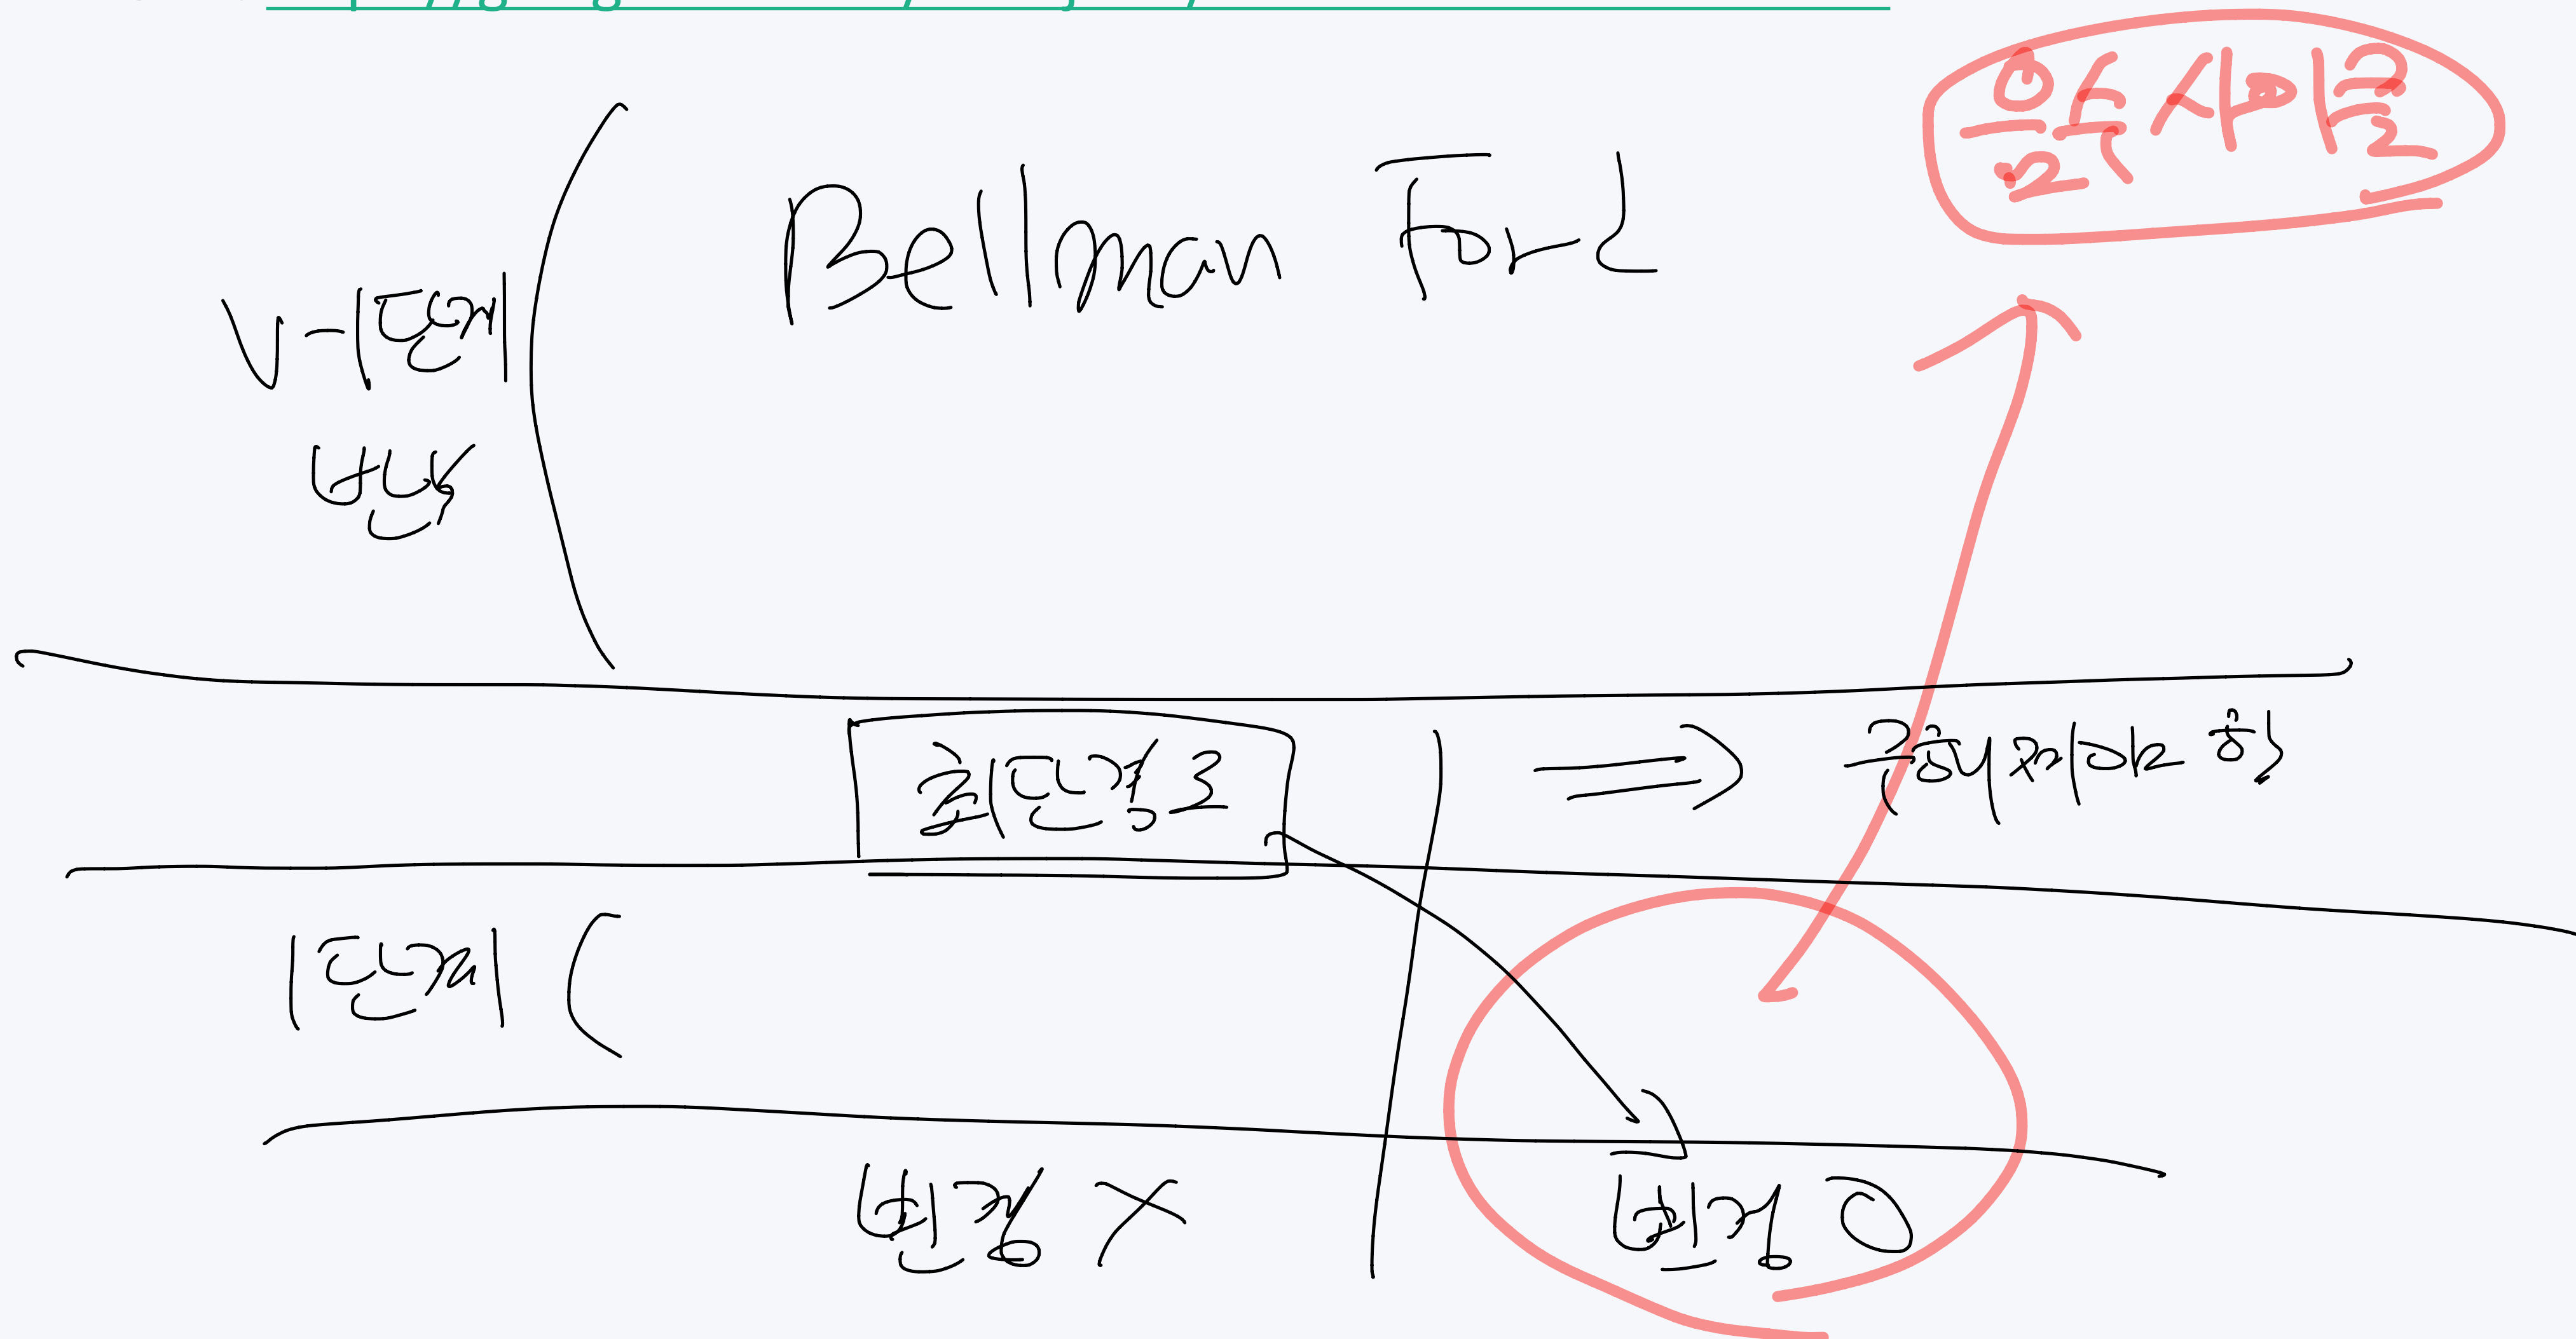 음수 사이클
Bellman Ford
V-1단계
반복
최단경로 ⇒ 구해져야 함
1단계
변경 X 변경 O